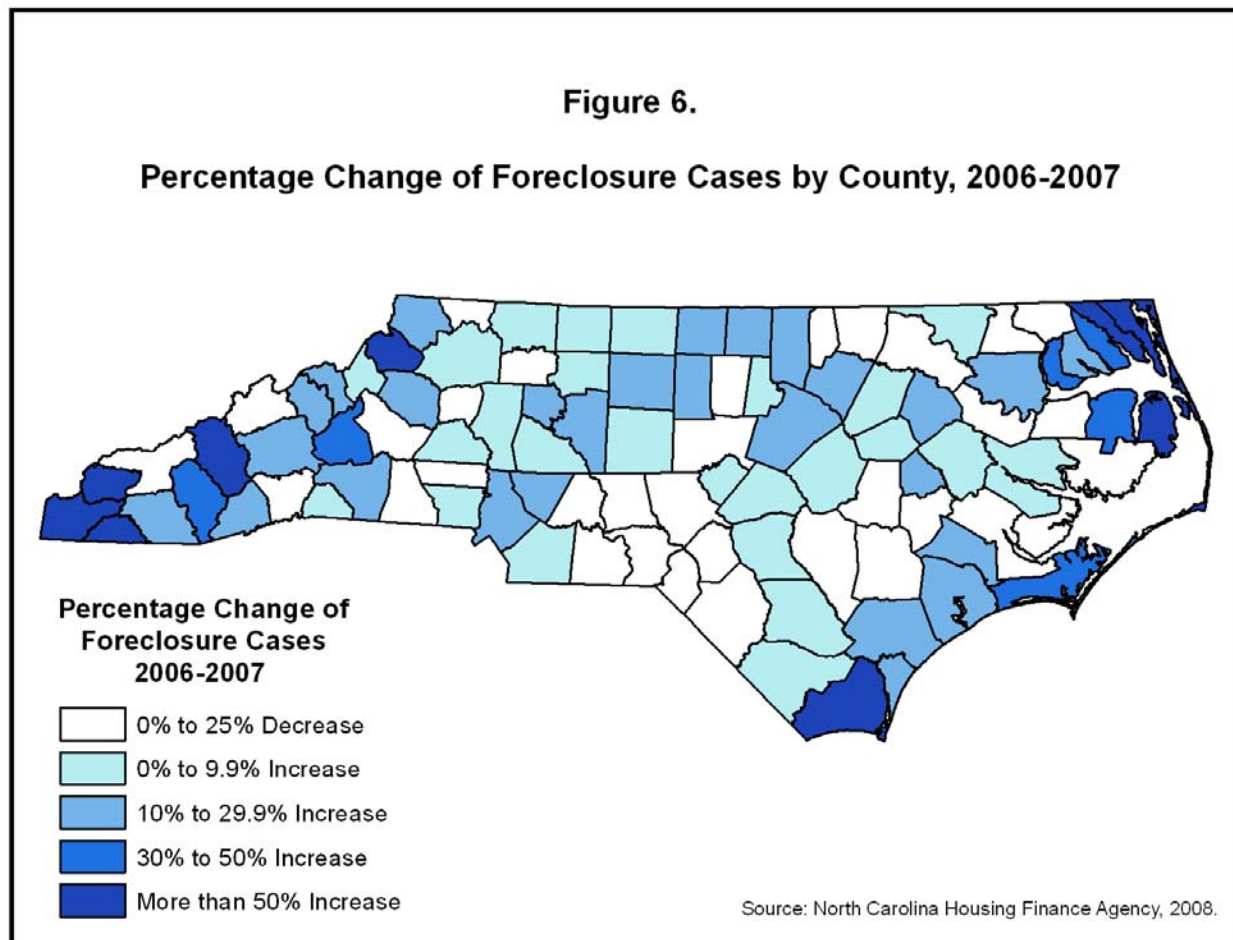 Figure 6.
Percentage Change of Foreclosure Cases by County, 2006-2007
Percentage Change of
Foreclosure Cases
2006-2007
0% to 25% Decrease
0% to 9.9% Increase
10% to 29.9% Increase
30% to 50% Increase
More than 50% Increase
Source: North Carolina Housing Finance Agency, 2008.